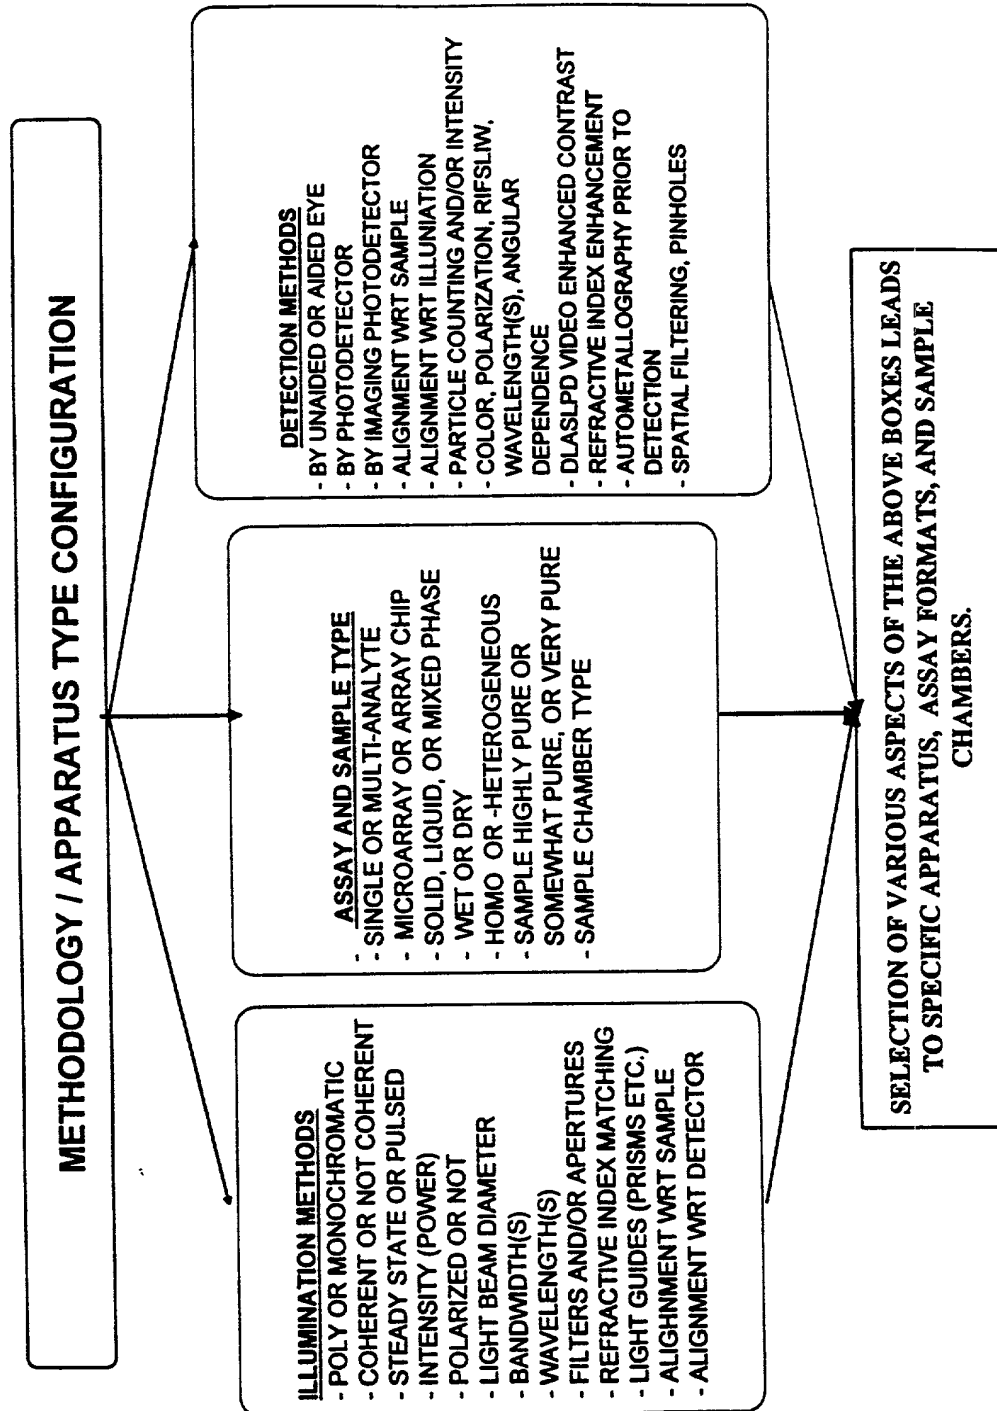 METHODOLOGY / APPARATUS TYPE CONFIGURATION
ILLUMINATION METHODS
- POLY OR MONOCHROMATIC
- COHERENT OR NOT COHERENT
- STEADY STATE OR PULSED
- INTENSITY (POWER)
- POLARIZED OR NOT
- LIGHT BEAM DIAMETER
- BANDWIDTH(S)
- WAVELENGTH(S)
- FILTERS AND/OR APERTURES
- REFRACTIVE INDEX MATCHING
- LIGHT GUIDES (PRISMS ETC.)
- ALIGHNMENT WRT SAMPLE
- ALIGNMENT WRT DETECTOR
ASSAY AND SAMPLE TYPE
- SINGLE OR MULTI-ANALYTE
- MICROARRAY OR ARRAY CHIP
- SOLID, LIQUID, OR MIXED PHASE
- WET OR DRY
- HOMO OR -HETEROGENEOUS
- SAMPLE HIGHLY PURE OR
SOMEWHAT PURE, OR VERY PURE
- SAMPLE CHAMBER TYPE
DETECTION METHODS
- BY UNAIDED OR AIDED EYE
- BY PHOTODETECTOR
- BY IMAGING PHOTODETECTOR
- ALIGNMENT WRT SAMPLE
- ALIGNMENT WRT ILLUNIATION
- PARTICLE COUNTING AND/OR INTENSITY
- COLOR, POLARIZATION, RIFSLIW,
WAVELENGTH(S), ANGULAR
DEPENDENCE
- DLASLPD VIDEO ENHANCED CONTRAST
- REFRACTIVE INDEX ENHANCEMENT
- AUTOMETALLOGRAPHY PRIOR TO
DETECTION
- SPATIAL FILTERING, PINHOLES
SELECTION OF VARIOUS ASPECTS OF THE ABOVE BOXES LEADS
TO SPECIFIC APPARATUS, ASSAY FORMATS, AND SAMPLE
CHAMBERS.